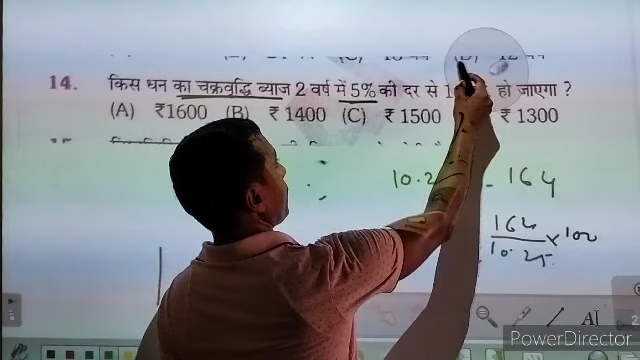 14. किस धन का चक्रवृद्धि ब्याज 2 वर्ष में 5% की दर से हो जाएगा ?
(A) ₹1600 (B) ₹ 1400 (C) ₹ 1500 ₹ 1300
10.2 - 164
164
10.25 × 100
AI
PowerDirector